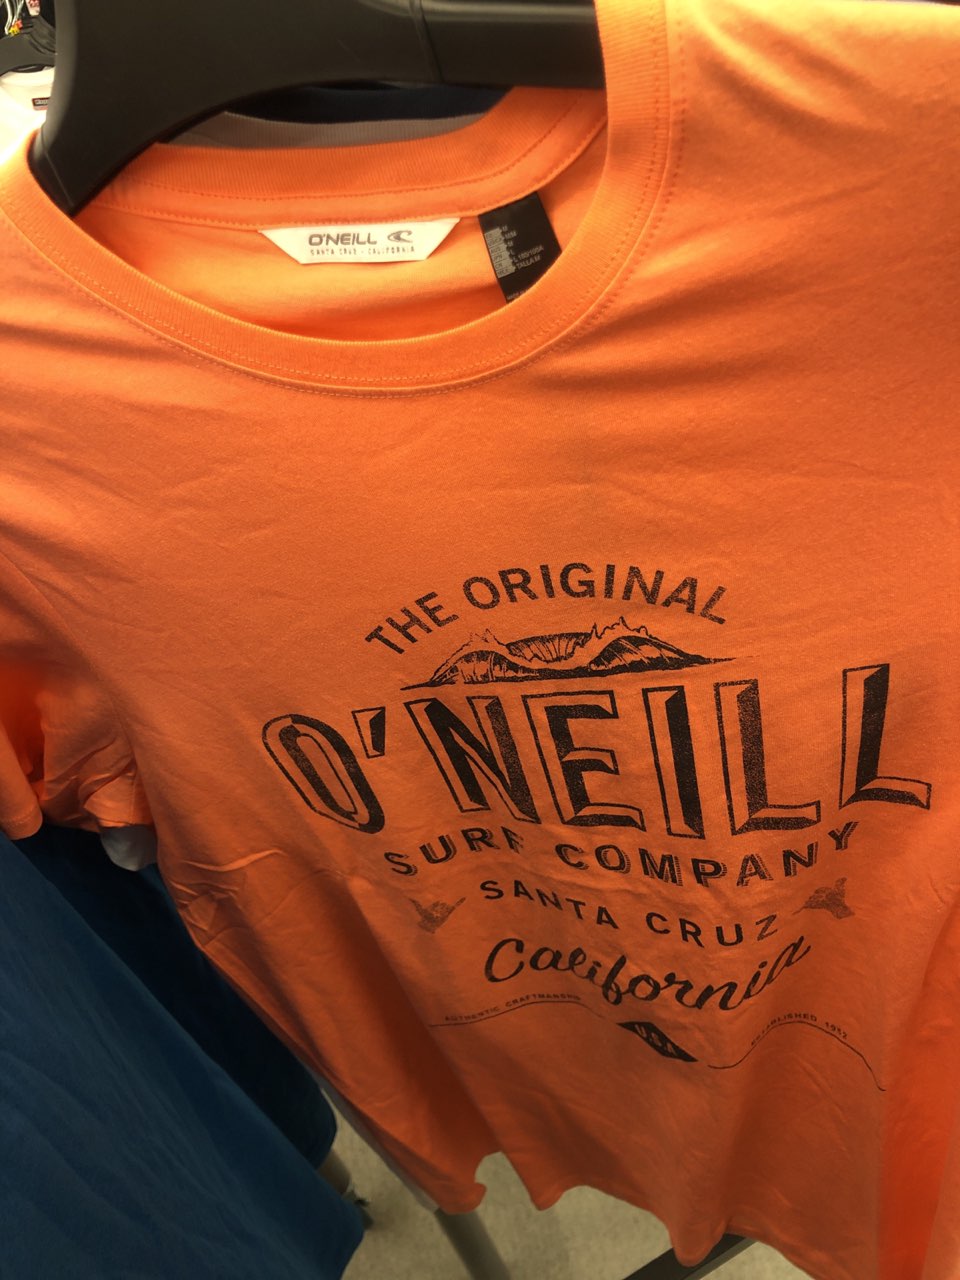 O'NEILL
SANTA CRUZ · CALIFORNIA
THE ORIGINAL
O'NEILL
SURF COMPANY
SANTA CRUZ
California
AUTHENTIC CRAFTMANSHIP
U.S.A
ESTABLISHED 1952